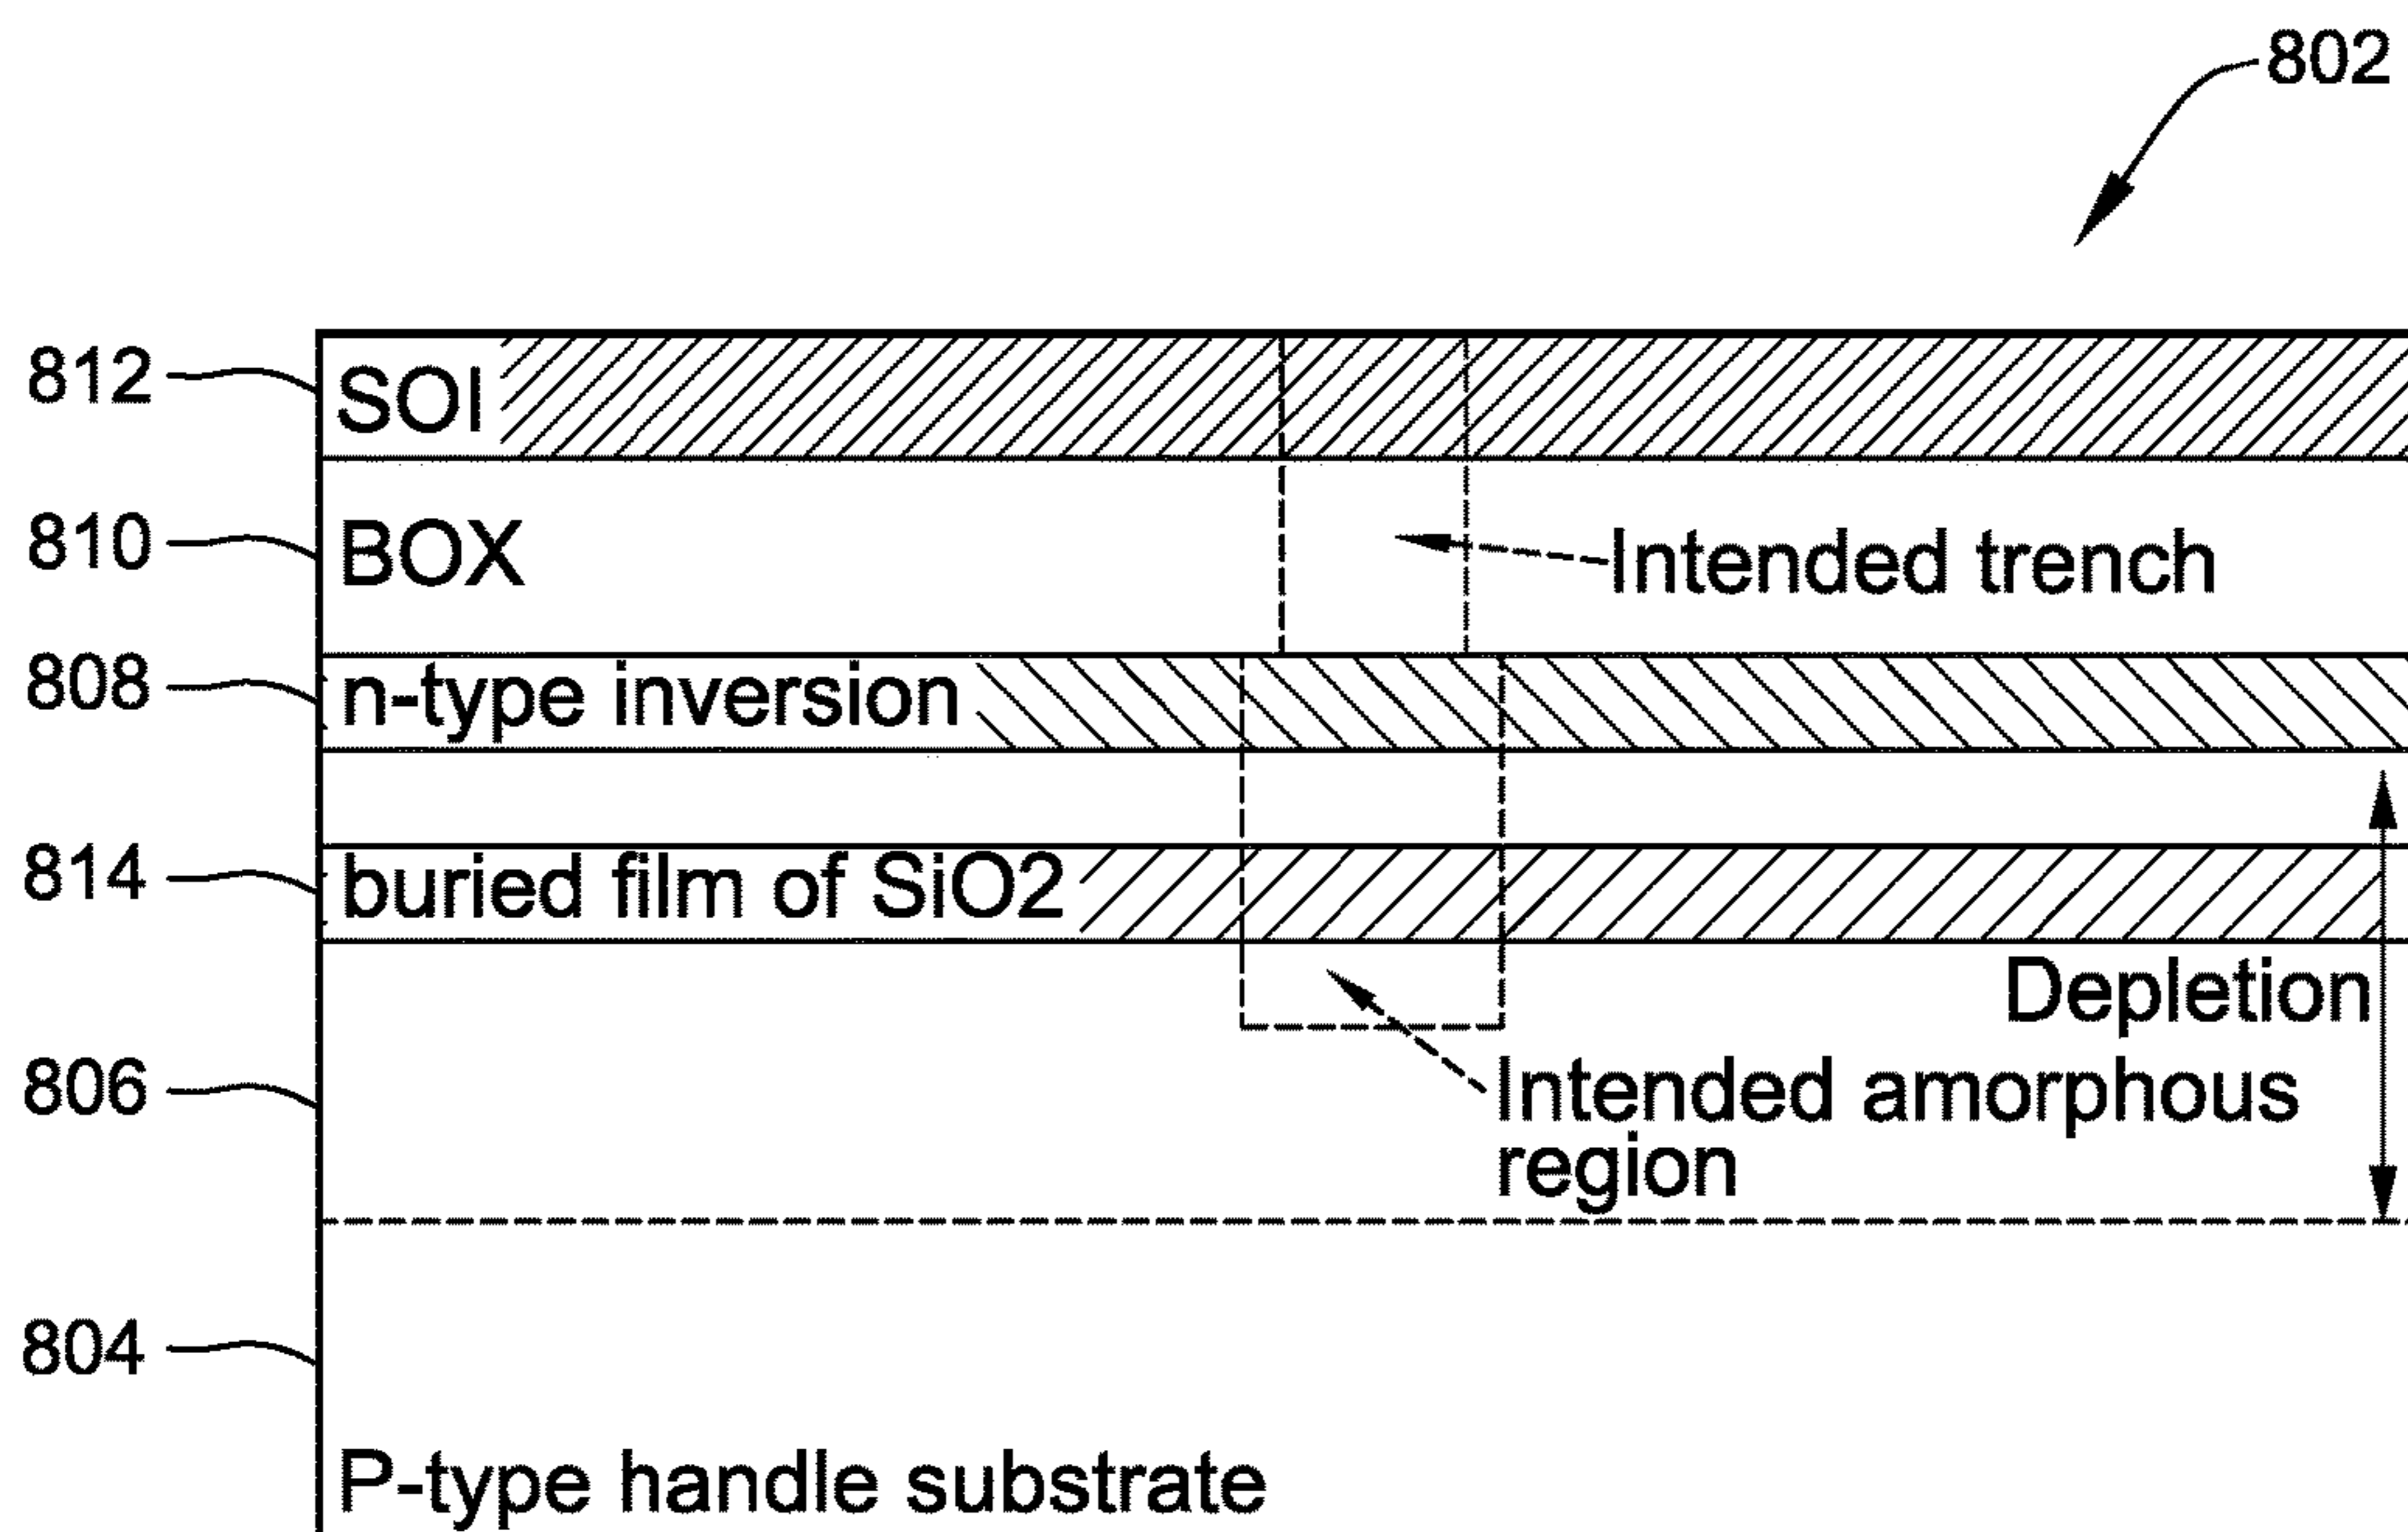 802
812 SOI
810 BOX Intended trench
808 n-type inversion
814 buried film of SiO2
Depletion
806 Intended amorphous
region
804
P-type handle substrate